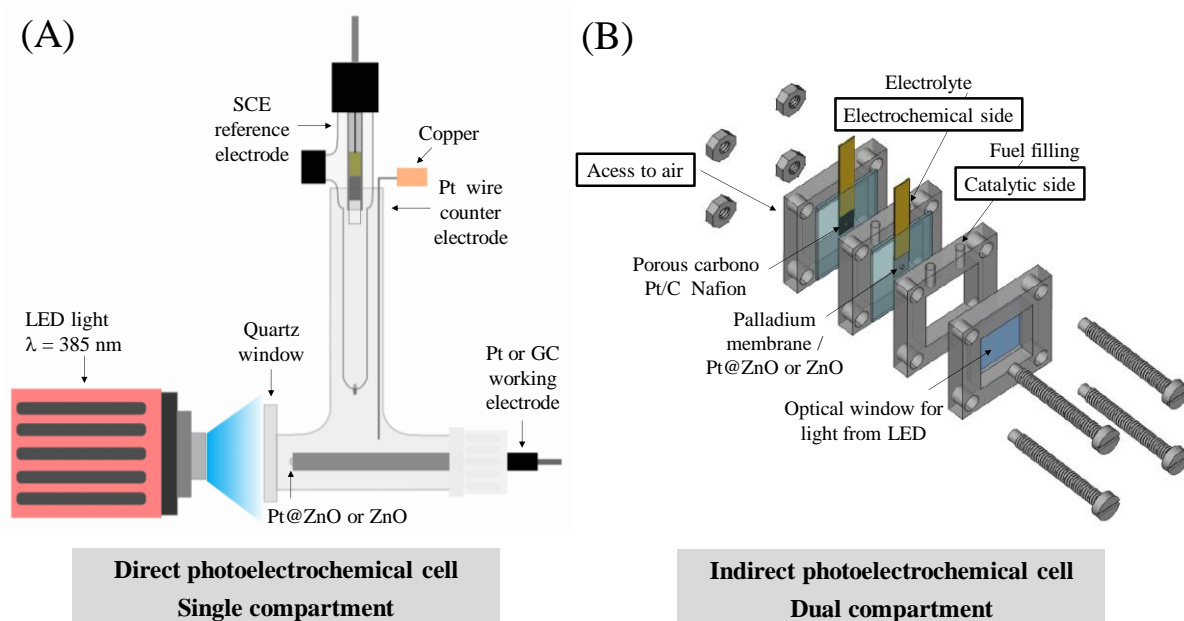 (A)
SCE
reference
electrode
Copper
Pt wire
counter
electrode
LED light
λ = 385 nm
Quartz
window
Pt or GC
working
electrode
Pt@ZnO or ZnO
Direct photoelectrochemical cell
Single compartment
(B)
Electrolyte
Electrochemical side
Fuel filling
Catalytic side
Acess to air
Porous carbono
Pt/C Nafion
Palladium
membrane /
Pt@ZnO or ZnO
Optical window for
light from LED
Indirect photoelectrochemical cell
Dual compartment